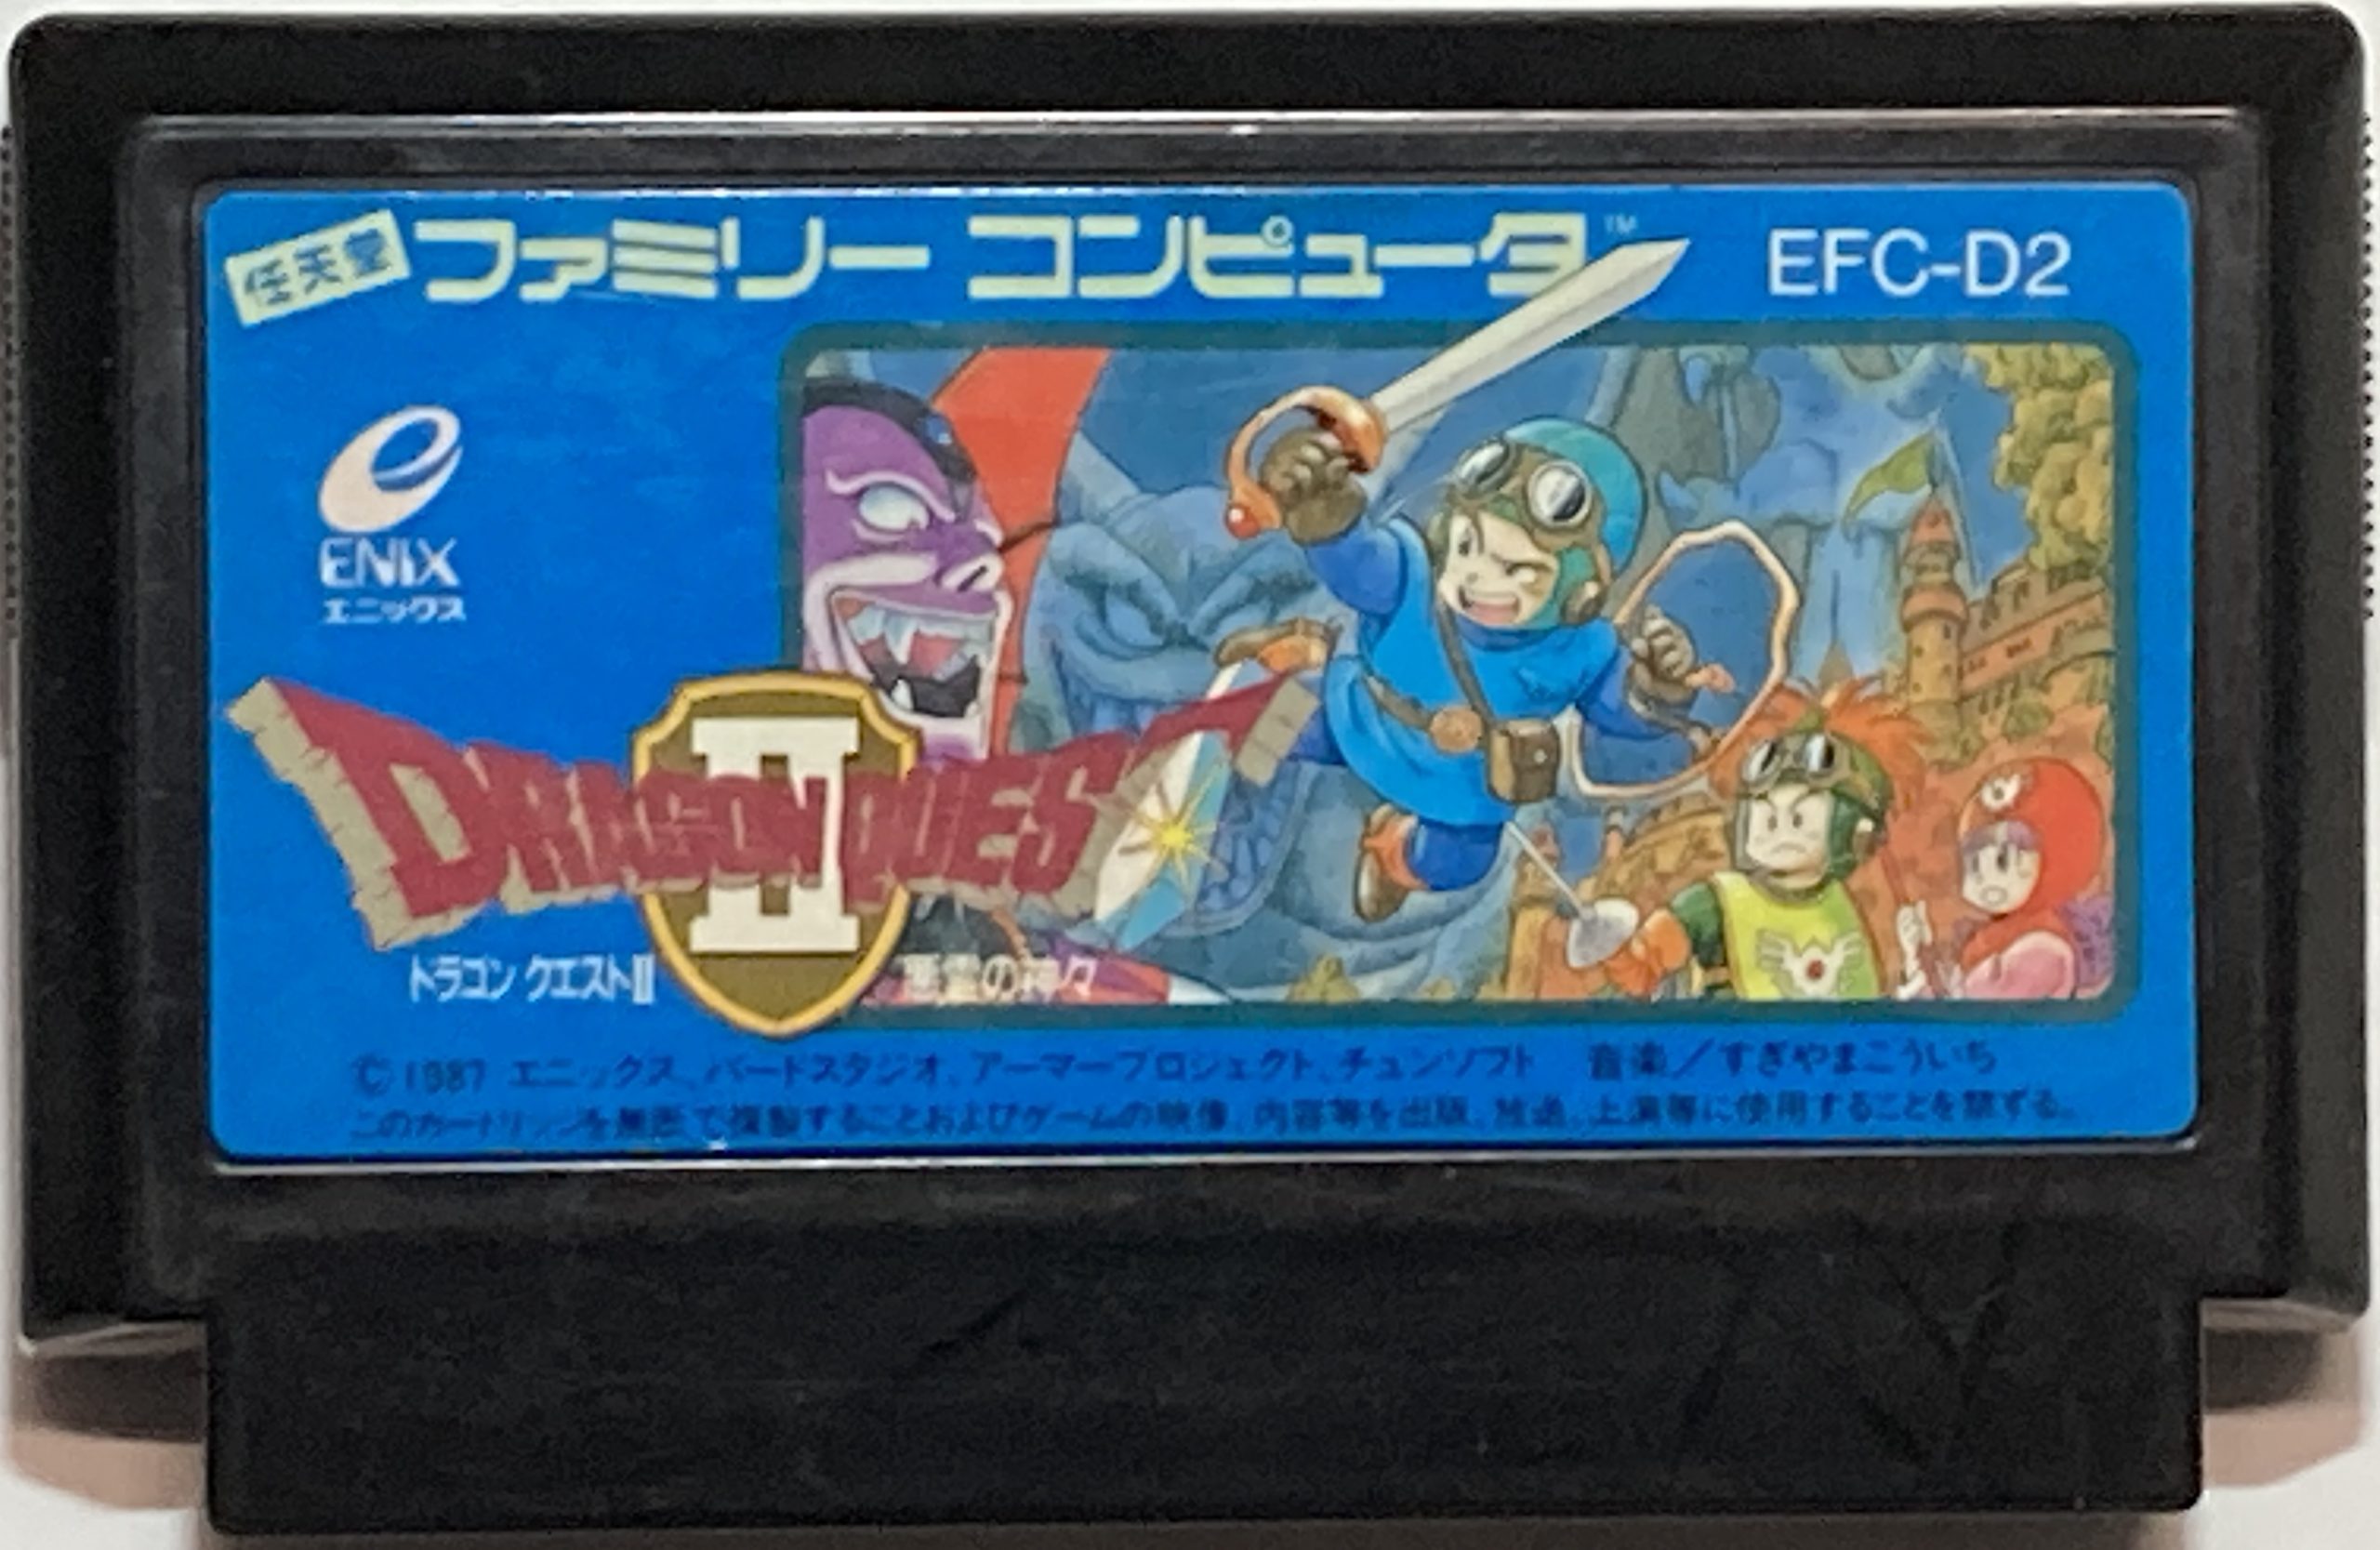 任天堂 ファミリー コンピュータ™ EFC-D2
ENIX
エニックス
DRAGON QUEST
II
ドラゴン クエストII 悪霊の神々
©1987 エニックス、バードスタジオ、アーマープロジェクト、チュンソフト 音楽／すぎやまこういち
このカートリッジを無断で複製することおよびゲームの映像、内容等を出版、放送、上演等に使用することを禁ずる。